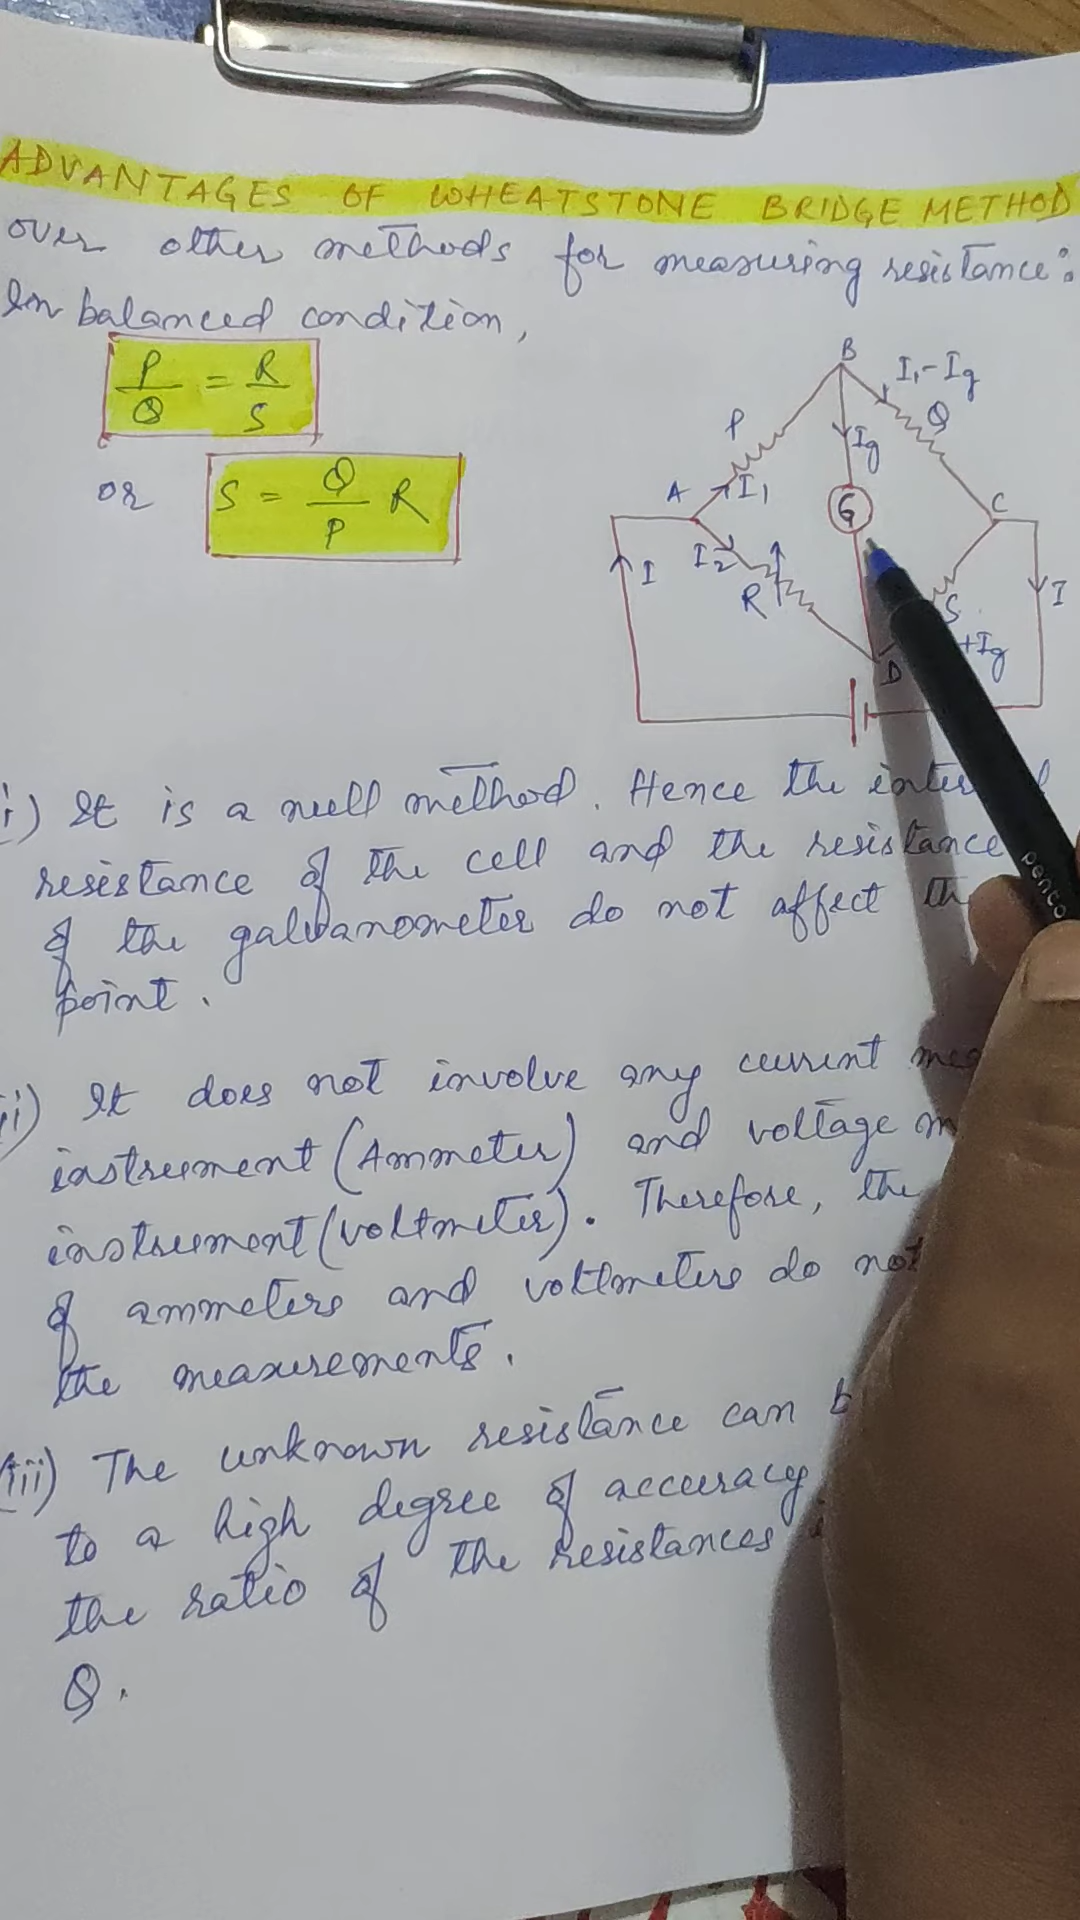 ADVANTAGES OF WHEATSTONE BRIDGE METHOD
over other methods for measuring resistance:
In balanced condition,
P/Q = R/S
or S = Q/P R
B
I₁-Ig
P
Q
Ig
A
I₁
G
C
I
I₂
R
S
I
+Ig
D
i) It is a null method. Hence the
resistance of the cell and the resistance
of the galvanometer do not affect
point.
ii) It does not involve any current
instrument (Ammeter) and voltage
instrument (voltmeter). Therefore, the
of ammeters and voltmeters do not
the measurements.
(iii) The unknown resistance can
to a high degree of accuracy
the ratio of the resistances
Q.
pento